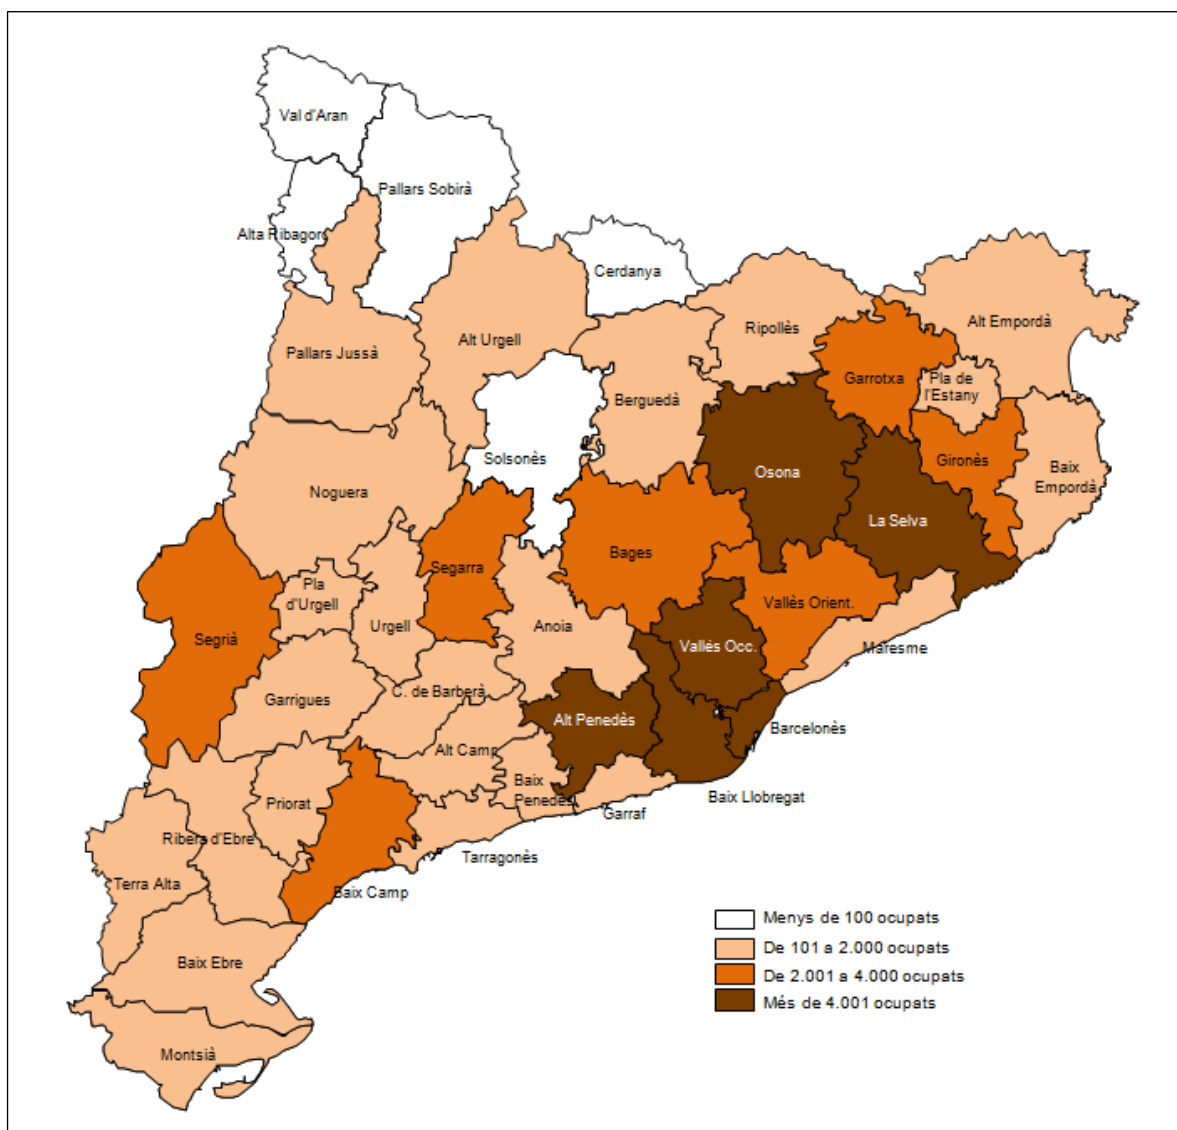 Val d'Aran
Pallars Sobirà
Alta Ribagorç
Cerdanya
Ripollès
Alt Empordà
Alt Urgell
Pallars Jussà
Garrotxa
Pla de
l'Estany
Berguedà
Solsonès
Osona
Gironès
Baix
Empordà
Noguera
La Selva
Bages
Segarra
Pla
d'Urgell
Vallès Orient.
Urgell
Anoia
Segrià
Vallés Occ.
Maresme
C. de Barberà
Garrigues
Alt Penedès
Barcelonès
Alt Camp
Baix
Penedès
Baix Llobregat
Priorat
Garraf
Ribera d'Ebre
Tarragonès
Terra Alta
Baix Camp
Baix Ebre
Montsià
Menys de 100 ocupats
De 101 a 2.000 ocupats
De 2.001 a 4.000 ocupats
Més de 4.001 ocupats